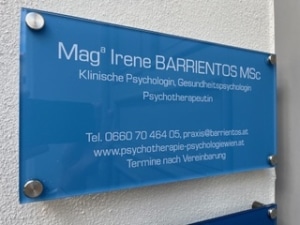 Magª Irene BARRIENTOS MSc
Klinische Psychologin, Gesundheitspsychologin
Psychotherapeutin
Tel. 0660 70 464 05, praxis@barrientos.at
www.psychotherapie-psychologiewien.at
Termine nach Vereinbarung